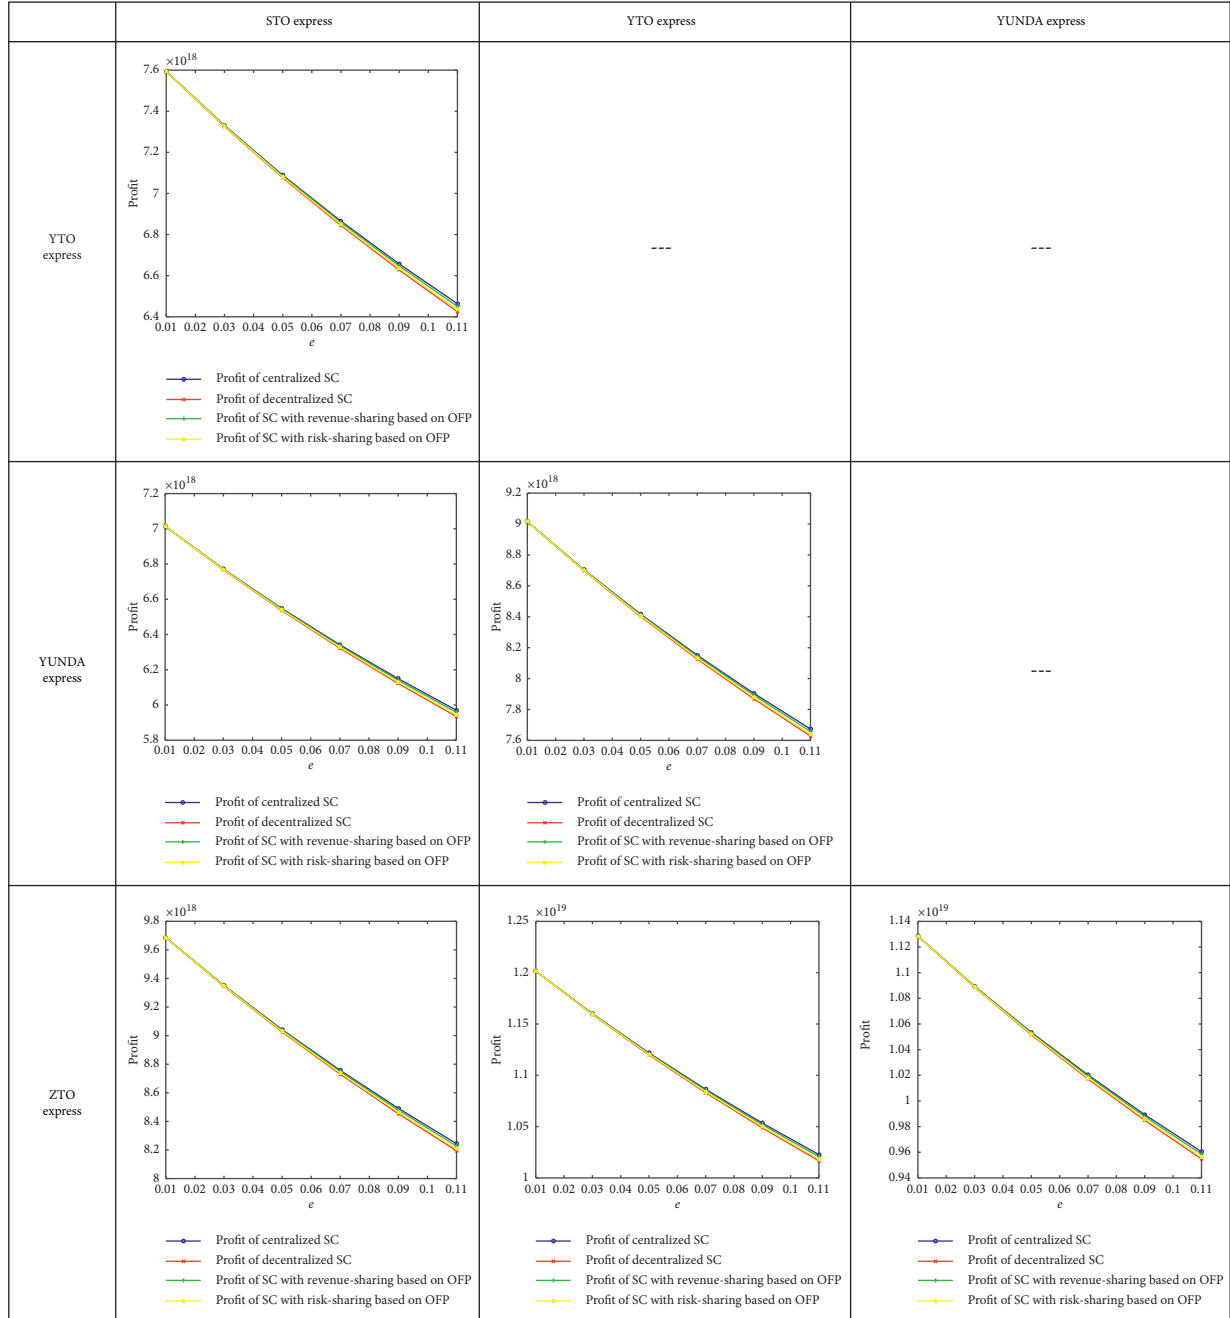 STO express
YTO express
YUNDA express
YTO
express
×10^18
7.6
7.4
7.2
7
6.8
6.6
6.4
Profit
0.01 0.02 0.03 0.04 0.05 0.06 0.07 0.08 0.09 0.1 0.11
e
Profit of centralized SC
Profit of decentralized SC
Profit of SC with revenue-sharing based on OFP
Profit of SC with risk-sharing based on OFP
---
---
YUNDA
express
×10^18
7.2
7
6.8
6.6
6.4
6.2
6
5.8
Profit
0.01 0.02 0.03 0.04 0.05 0.06 0.07 0.08 0.09 0.1 0.11
e
Profit of centralized SC
Profit of decentralized SC
Profit of SC with revenue-sharing based on OFP
Profit of SC with risk-sharing based on OFP
×10^18
9.2
9
8.8
8.6
8.4
8.2
8
7.8
7.6
Profit
0.01 0.02 0.03 0.04 0.05 0.06 0.07 0.08 0.09 0.1 0.11
e
Profit of centralized SC
Profit of decentralized SC
Profit of SC with revenue-sharing based on OFP
Profit of SC with risk-sharing based on OFP
---
ZTO
express
×10^18
9.8
9.6
9.4
9.2
9
8.8
8.6
8.4
8.2
8
Profit
0.01 0.02 0.03 0.04 0.05 0.06 0.07 0.08 0.09 0.1 0.11
e
Profit of centralized SC
Profit of decentralized SC
Profit of SC with revenue-sharing based on OFP
Profit of SC with risk-sharing based on OFP
×10^19
1.25
1.2
1.15
1.1
1.05
1
Profit
0.01 0.02 0.03 0.04 0.05 0.06 0.07 0.08 0.09 0.1 0.11
e
Profit of centralized SC
Profit of decentralized SC
Profit of SC with revenue-sharing based on OFP
Profit of SC with risk-sharing based on OFP
×10^19
1.14
1.12
1.1
1.08
1.06
1.04
1.02
1
0.98
0.96
0.94
Profit
0.01 0.02 0.03 0.04 0.05 0.06 0.07 0.08 0.09 0.1 0.11
e
Profit of centralized SC
Profit of decentralized SC
Profit of SC with revenue-sharing based on OFP
Profit of SC with risk-sharing based on OFP